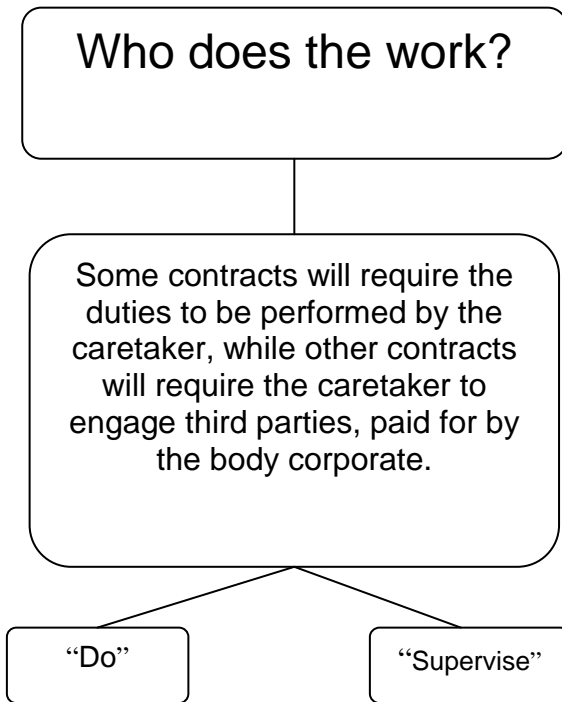 Who does the work?
Some contracts will require the
duties to be performed by the
caretaker, while other contracts
will require the caretaker to
engage third parties, paid for by
the body corporate.
“Do”
“Supervise”